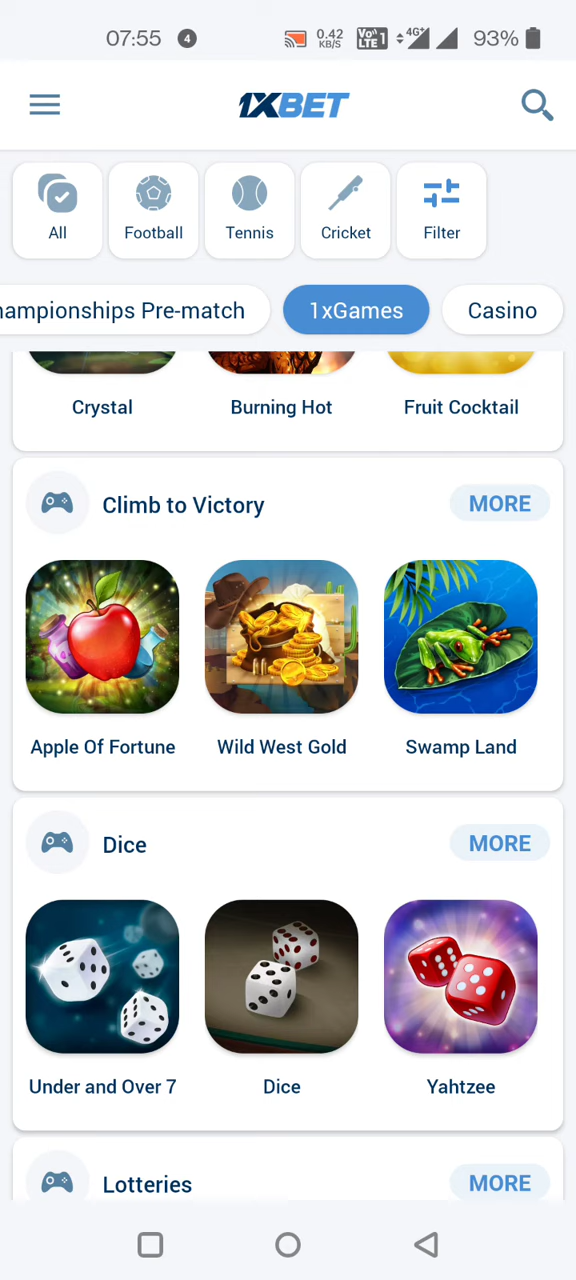 07:55 4 0.42 KB/S Vo LTE 1 4G+ 93%
1XBET
All Football Tennis Cricket Filter
hampionships Pre-match 1xGames Casino
Crystal Burning Hot Fruit Cocktail
Climb to Victory MORE
Apple Of Fortune Wild West Gold Swamp Land
Dice MORE
Under and Over 7 Dice Yahtzee
Lotteries MORE